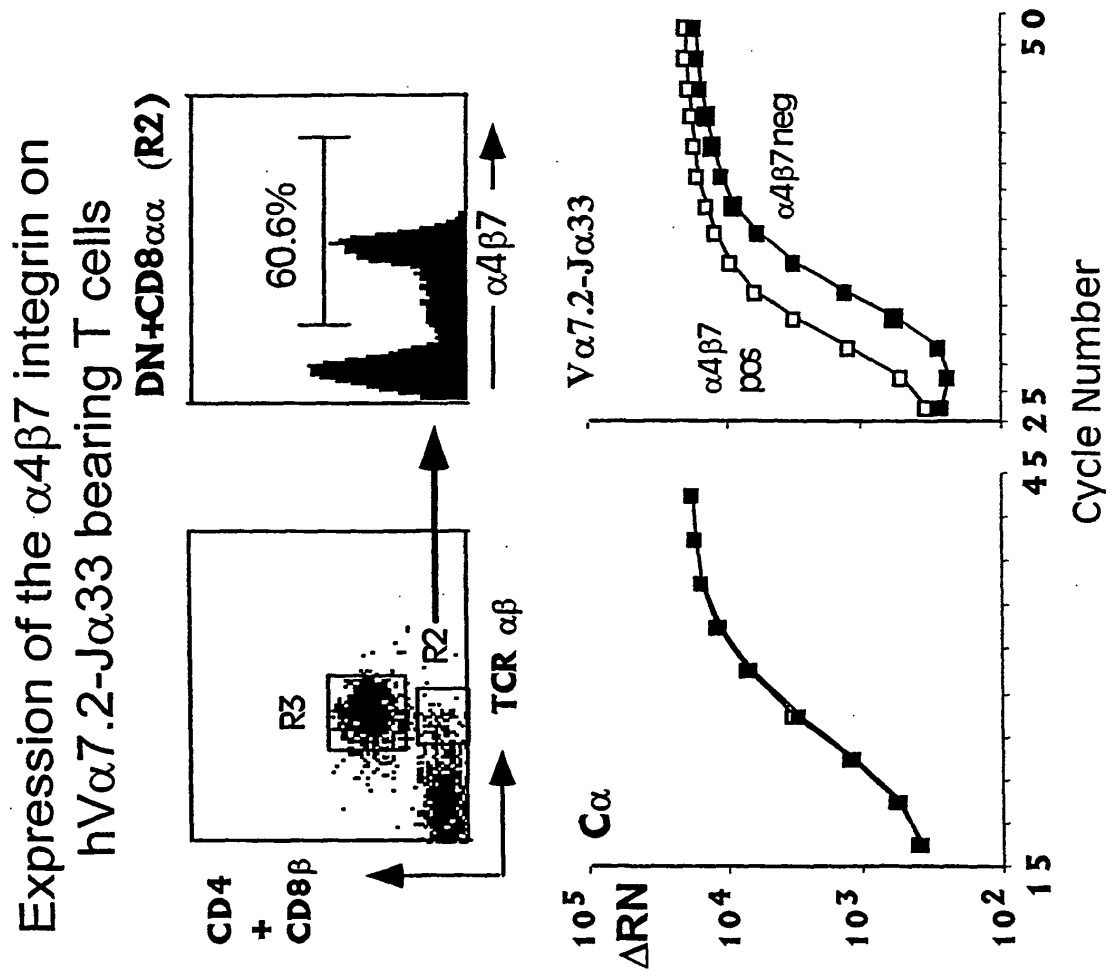 Expression of the α4β7 integrin on
hVα7.2-Jα33 bearing T cells
CD4
+
CD8β
R3
R2
TCR αβ
DN+CD8αα (R2)
60.6%
α4β7
Cα
ΔRN
10⁵
10⁴
10³
10²
15
45
Vα7.2-Jα33
α4β7
pos
α4β7neg
25
50
Cycle Number